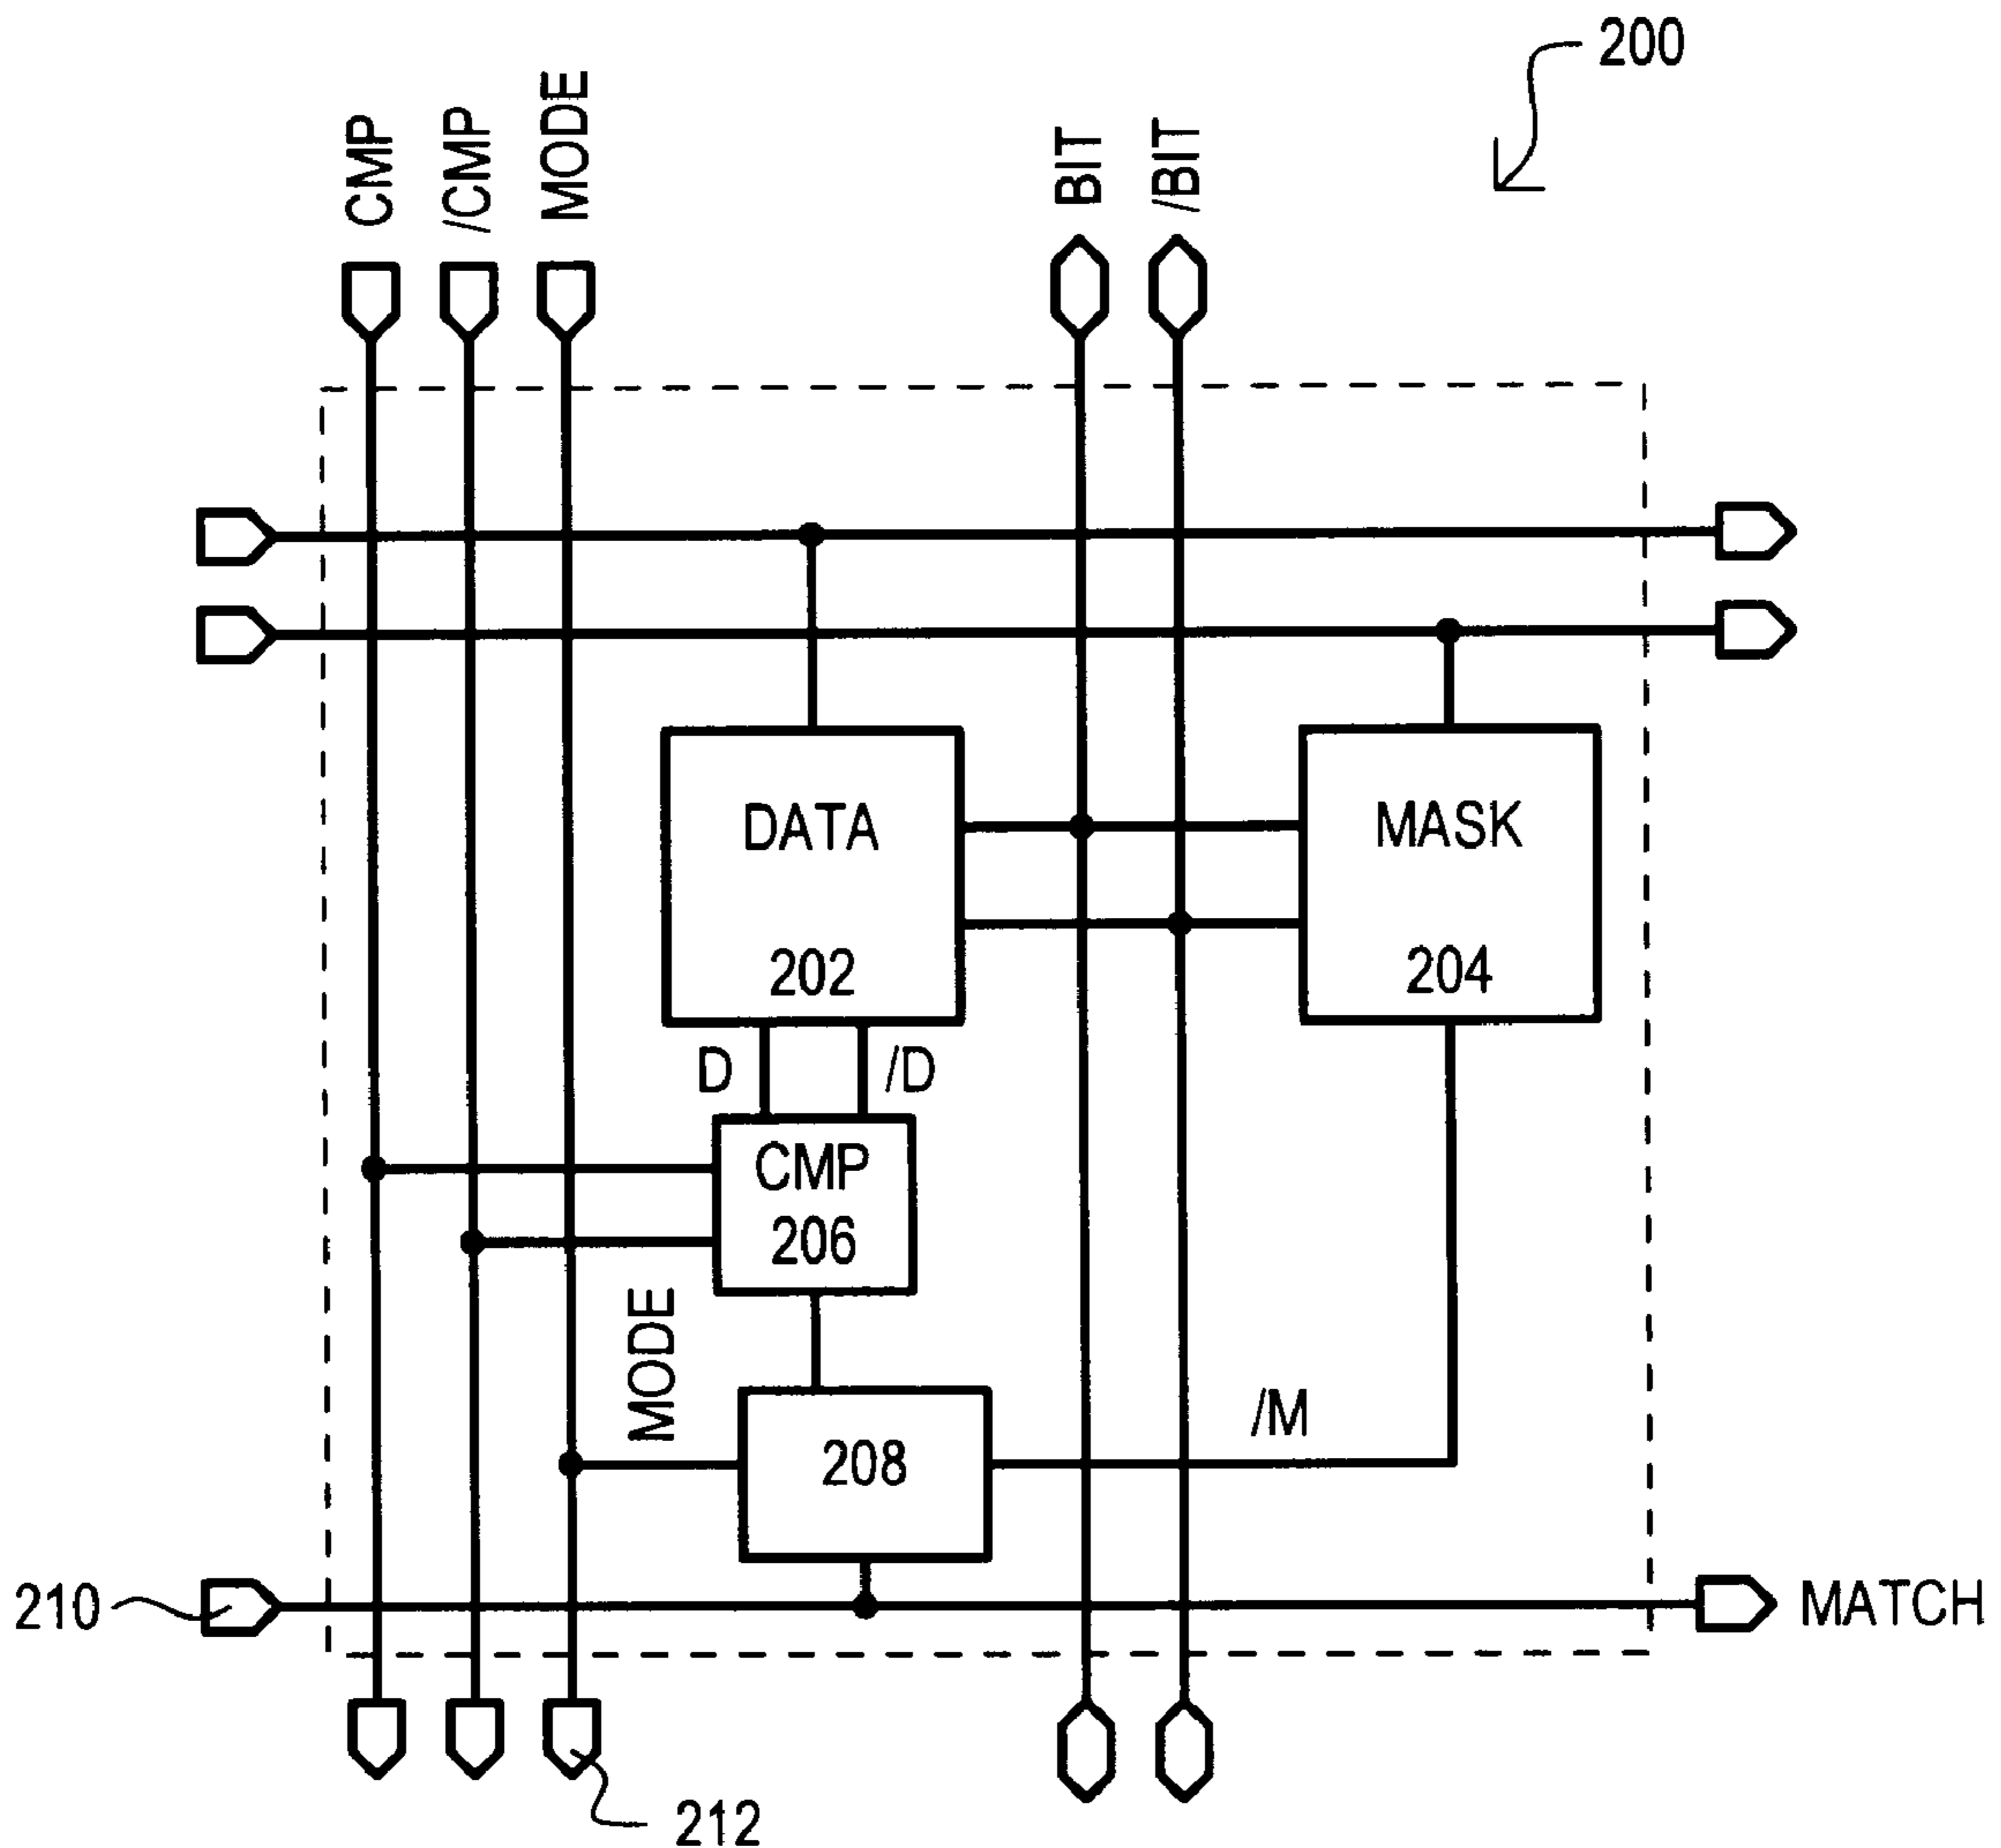 200
CMP
/CMP
MODE
BIT
/BIT
DATA
202
MASK
204
D
/D
CMP
206
MODE
208
/M
210
MATCH
212